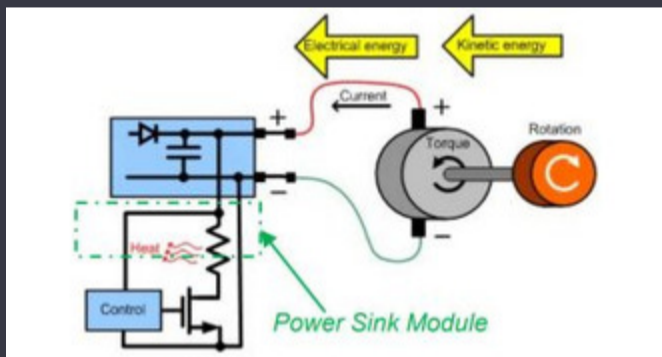 Electrical energy
Kinetic energy
Current
+
+
Rotation
Torque
−
−
Heat
Control
Power Sink Module